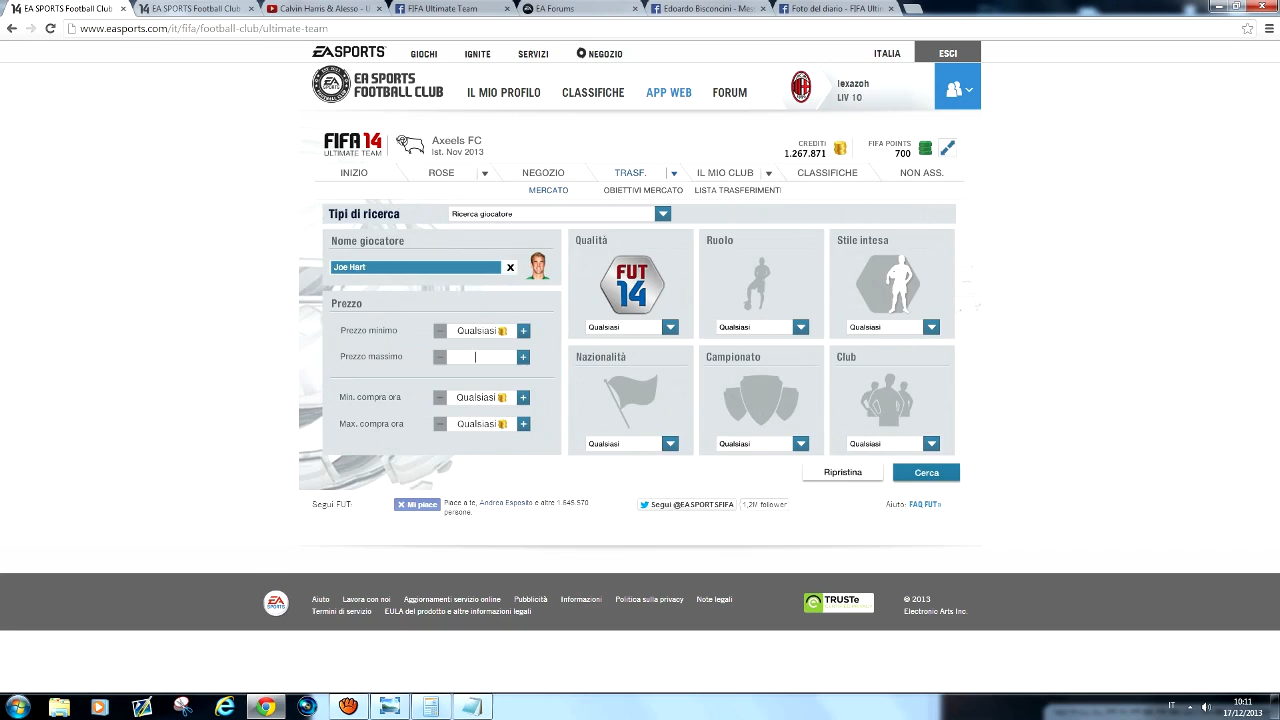 EA SPORTS Football Club
EA SPORTS Football Club
Calvin Harris & Alesso - U
FIFA Ultimate Team
EA Forums
Edoardo Bisconcini - Mes
Foto del diario - FIFA Ultim
www.easports.com/it/fifa/football-club/ultimate-team
EA SPORTS GIOCHI IGNITE SERVIZI NEGOZIO ITALIA ESCI
EA SPORTS
FOOTBALL CLUB
IL MIO PROFILO CLASSIFICHE APP WEB FORUM
lexazoh
LIV 10
FIFA 14
ULTIMATE TEAM
Axeels FC
Ist. Nov 2013
CREDITI
1.267.871
FIFA POINTS
700
INIZIO ROSE NEGOZIO TRASF. IL MIO CLUB CLASSIFICHE NON ASS.
MERCATO OBIETTIVI MERCATO LISTA TRASFERIMENTI
Tipi di ricerca Ricerca giocatore
Nome giocatore
Joe Hart X
Prezzo
Prezzo minimo Qualsiasi
Prezzo massimo
Min. compra ora Qualsiasi
Max. compra ora Qualsiasi
Qualità
FUT
14
Qualsiasi
Ruolo
Qualsiasi
Stile intesa
Qualsiasi
Nazionalità
Qualsiasi
Campionato
Qualsiasi
Club
Qualsiasi
Ripristina Cerca
Segui FUT:
Mi piace
Piace a te, Andrea Esposito e altre 1.645.570
persone.
Segui @EASPORTSFIFA 1,2M follower
Aiuto: FAQ FUT»
EA
SPORTS
Aiuto Lavora con noi Aggiornamenti servizio online Pubblicità Informazioni Politica sulla privacy Note legali
Termini di servizio EULA del prodotto e altre informazioni legali
TRUSTe
© 2013
Electronic Arts Inc.
IT
10:11
17/12/2013